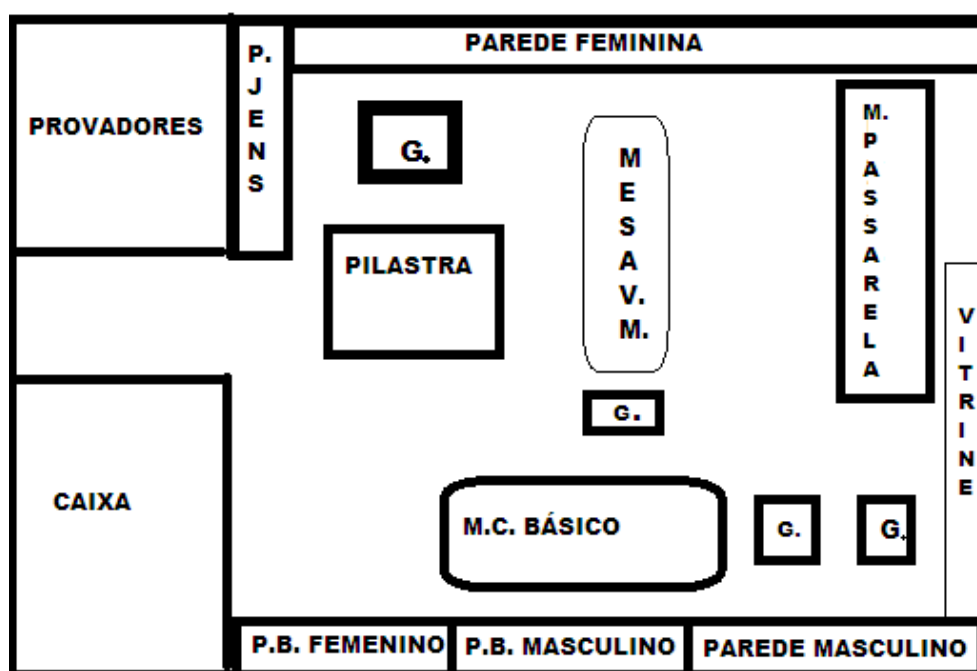 PAREDE FEMININA
P.
J
E
N
S
PROVADORES
G.
M
E
S
A
V.
M.
M.
P
A
S
S
A
R
E
L
A
PILASTRA
V
I
T
R
I
N
E
G.
CAIXA
M.C. BÁSICO
G.
G.
P.B. FEMENINO
P.B. MASCULINO
PAREDE MASCULINO